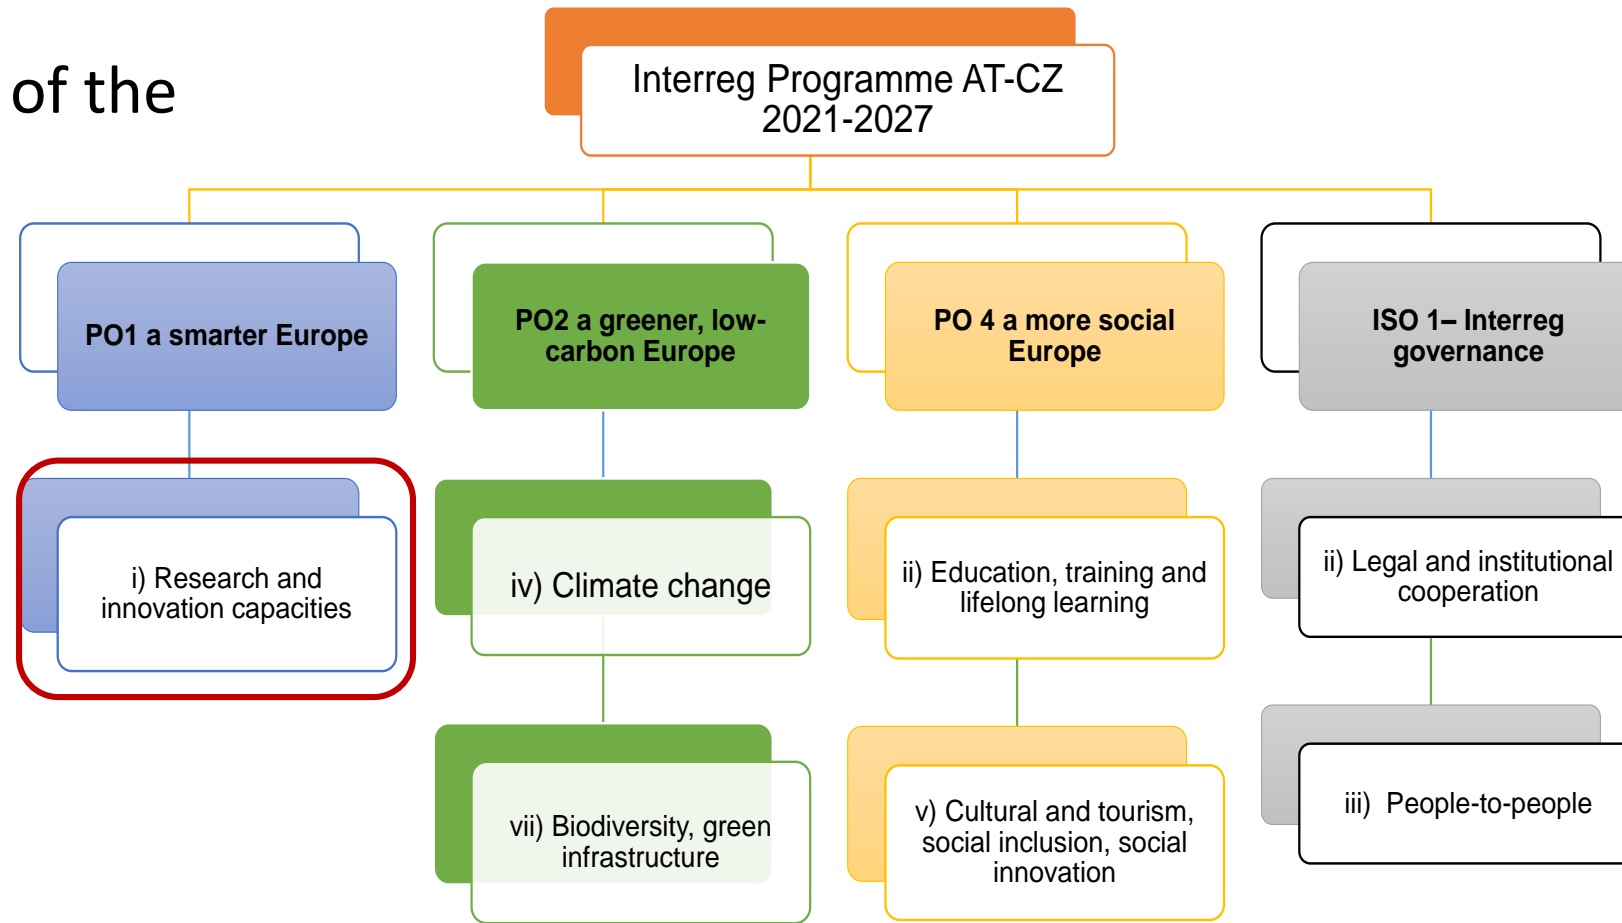 of the
Interreg Programme AT-CZ
2021-2027
PO1 a smarter Europe
PO2 a greener, low-
carbon Europe
PO 4 a more social
Europe
ISO 1– Interreg
governance
i) Research and
innovation capacities
iv) Climate change
ii) Education, training and
lifelong learning
ii) Legal and institutional
cooperation
vii) Biodiversity, green
infrastructure
v) Cultural and tourism,
social inclusion, social
innovation
iii)  People-to-people